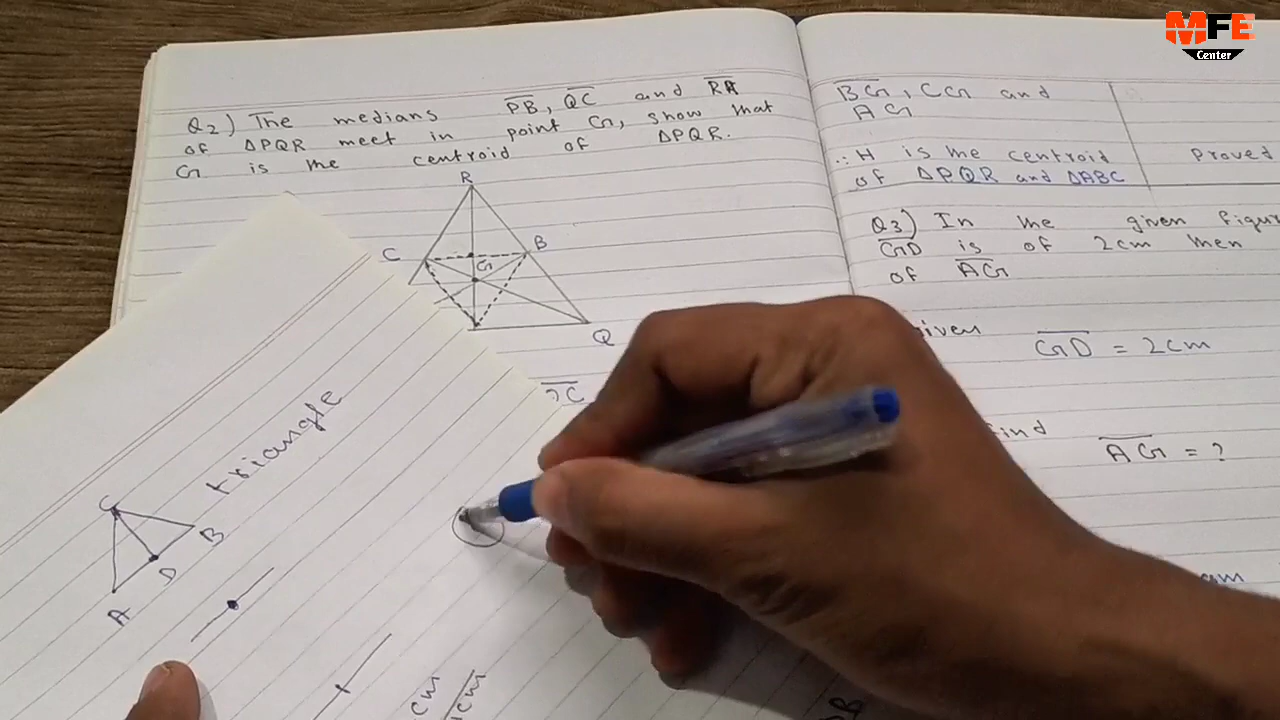 MFE
Center
Q2) The medians PB, QC and RA
of ΔPQR meet in point G, show that
G is the centroid of ΔPQR.
R
C
B
G
Q
BG, CG and
AG
∴ H is the centroid
of ΔPQR and ΔABC
Proved
Q3) In the given
GD is of 2cm then
of AG
given
GD = 2cm
AG = ?
triangle
C
B
D
A
cm